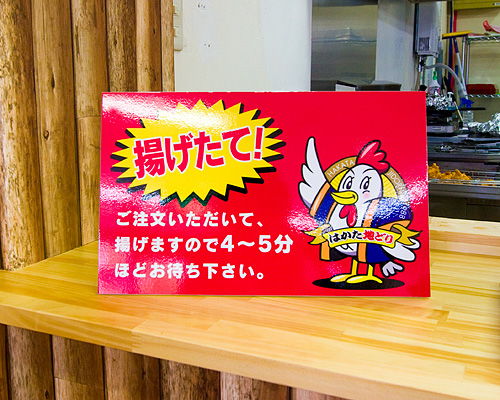 揚げたて!
ご注文いただいて、
揚げますので4〜5分
ほどお待ち下さい。
HAKATA
はかた地どり